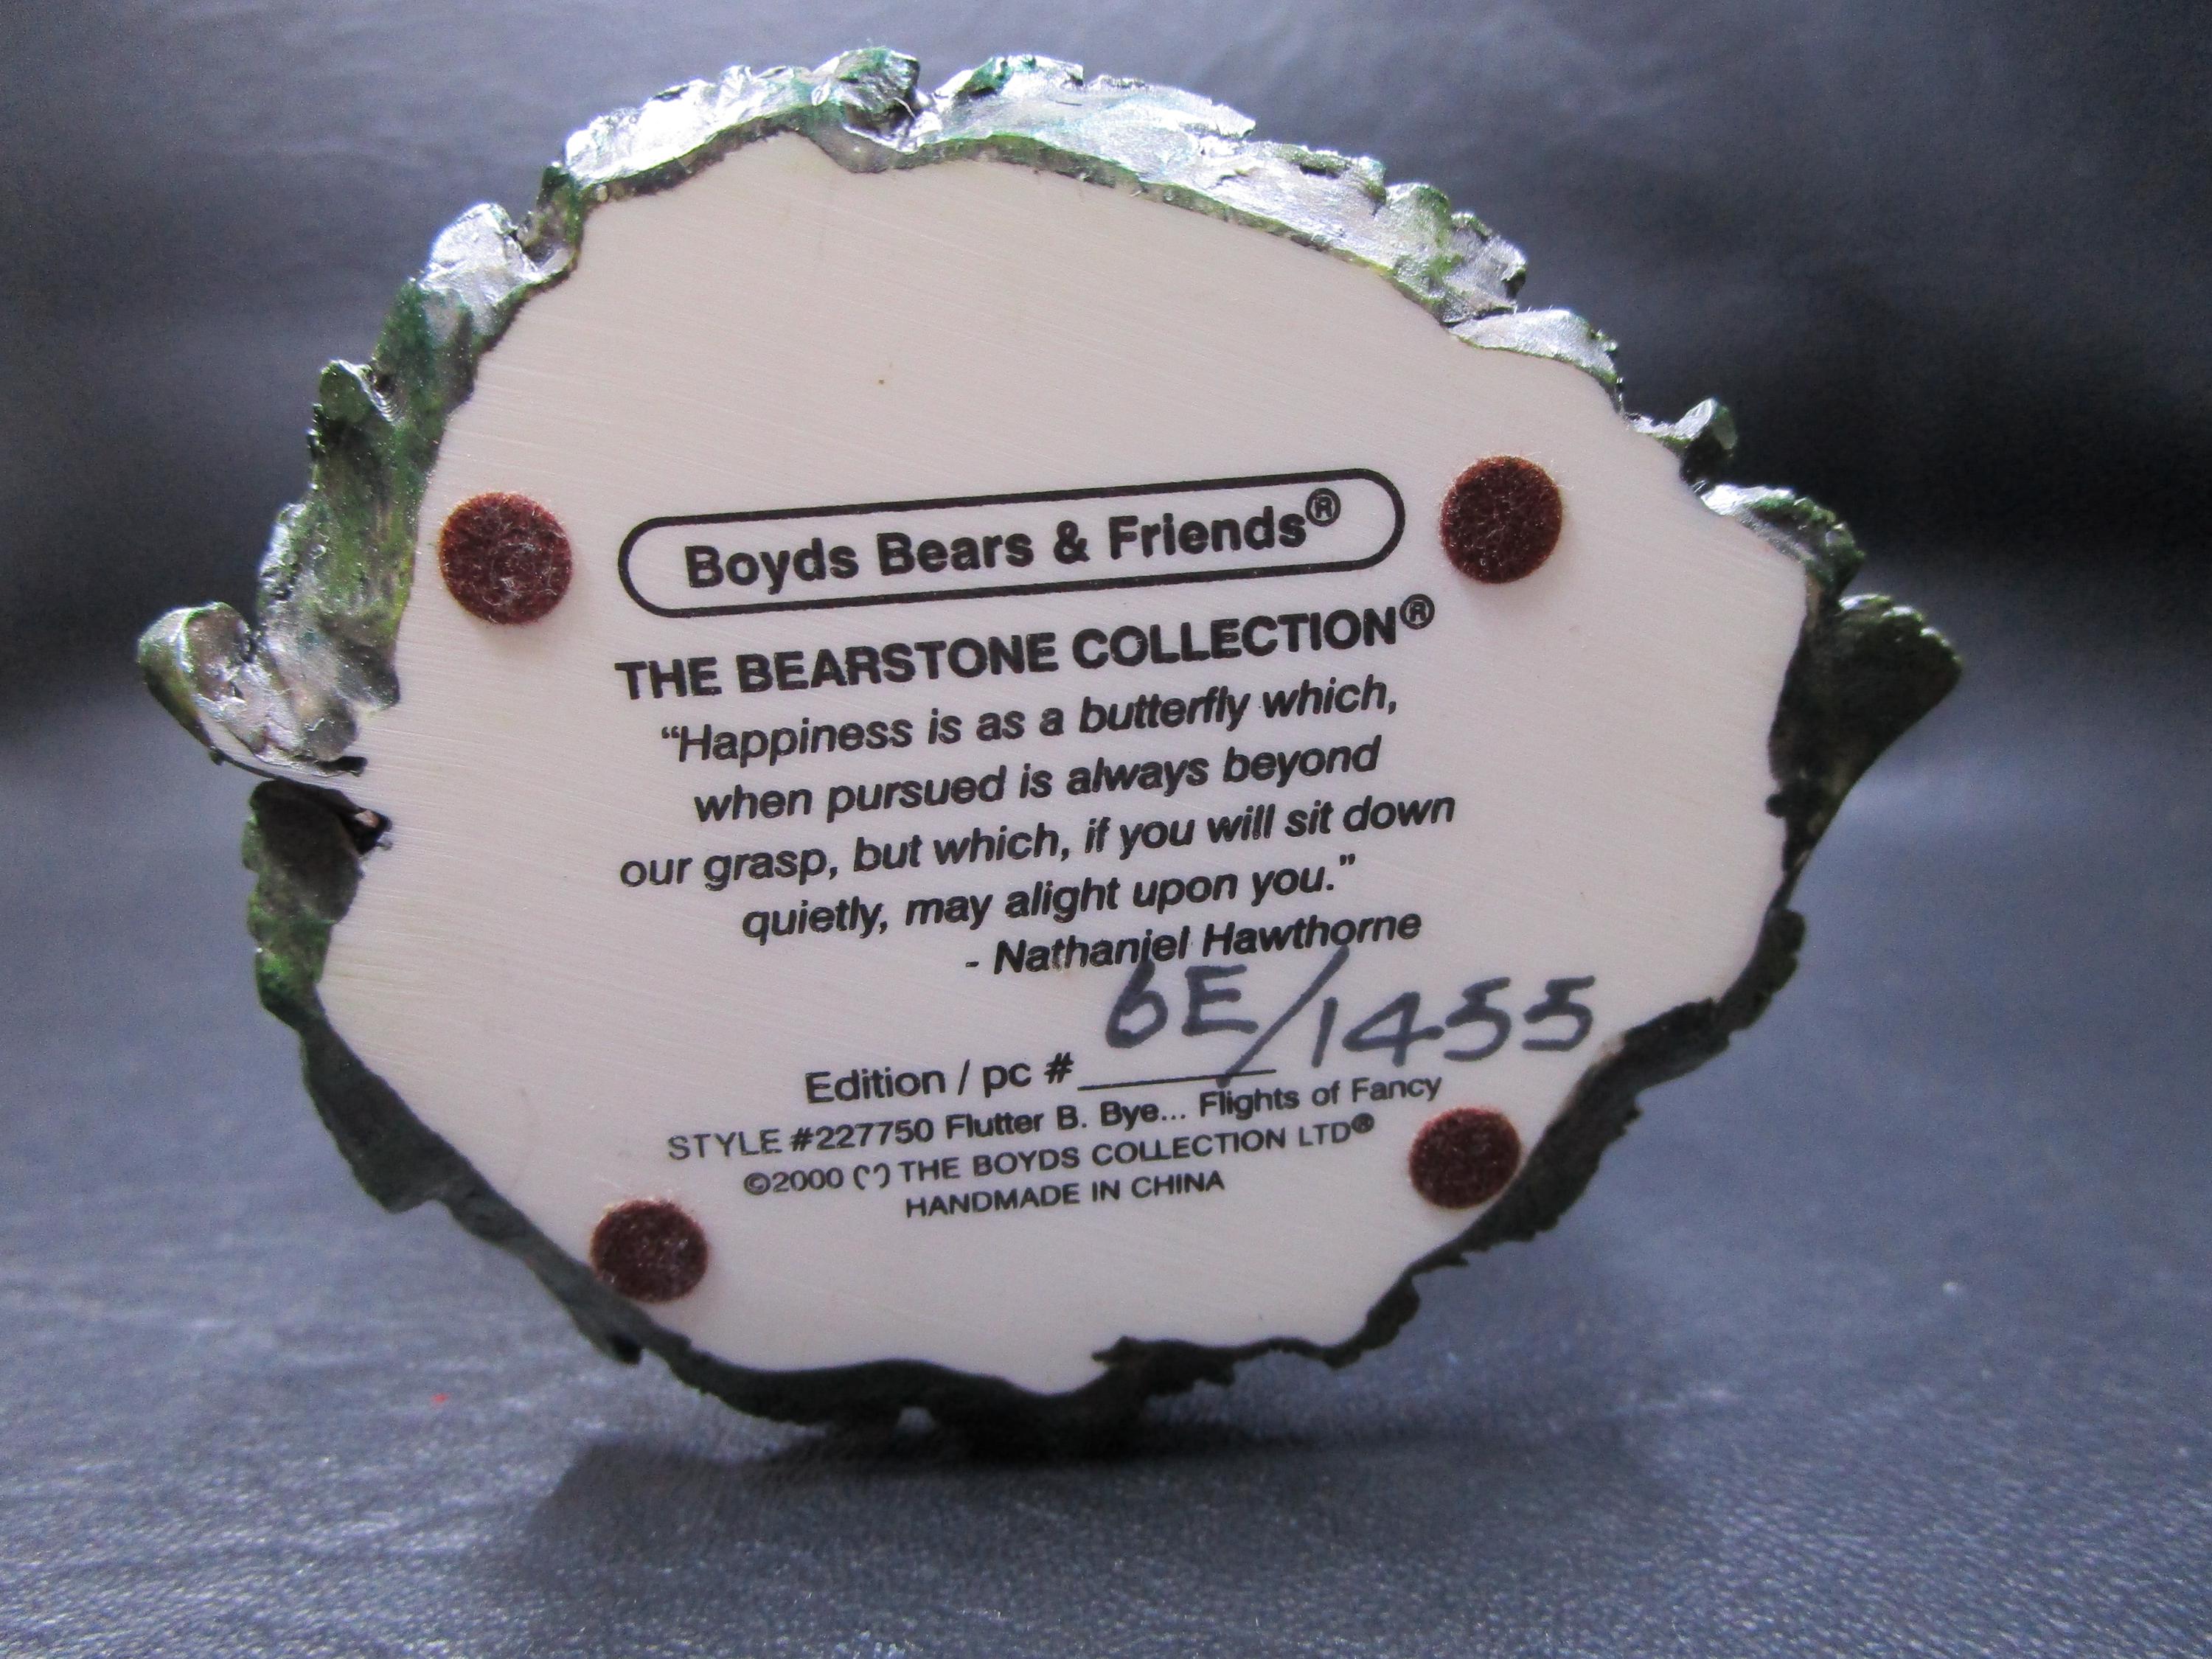 Boyds Bears & Friends®
THE BEARSTONE COLLECTION®
“Happiness is as a butterfly which,
when pursued is always beyond
our grasp, but which, if you will sit down
quietly, may alight upon you.”
- Nathaniel Hawthorne
6E/1455
Edition / pc #
STYLE #227750 Flutter B. Bye... Flights of Fancy
©2000 (") THE BOYDS COLLECTION LTD®
HANDMADE IN CHINA